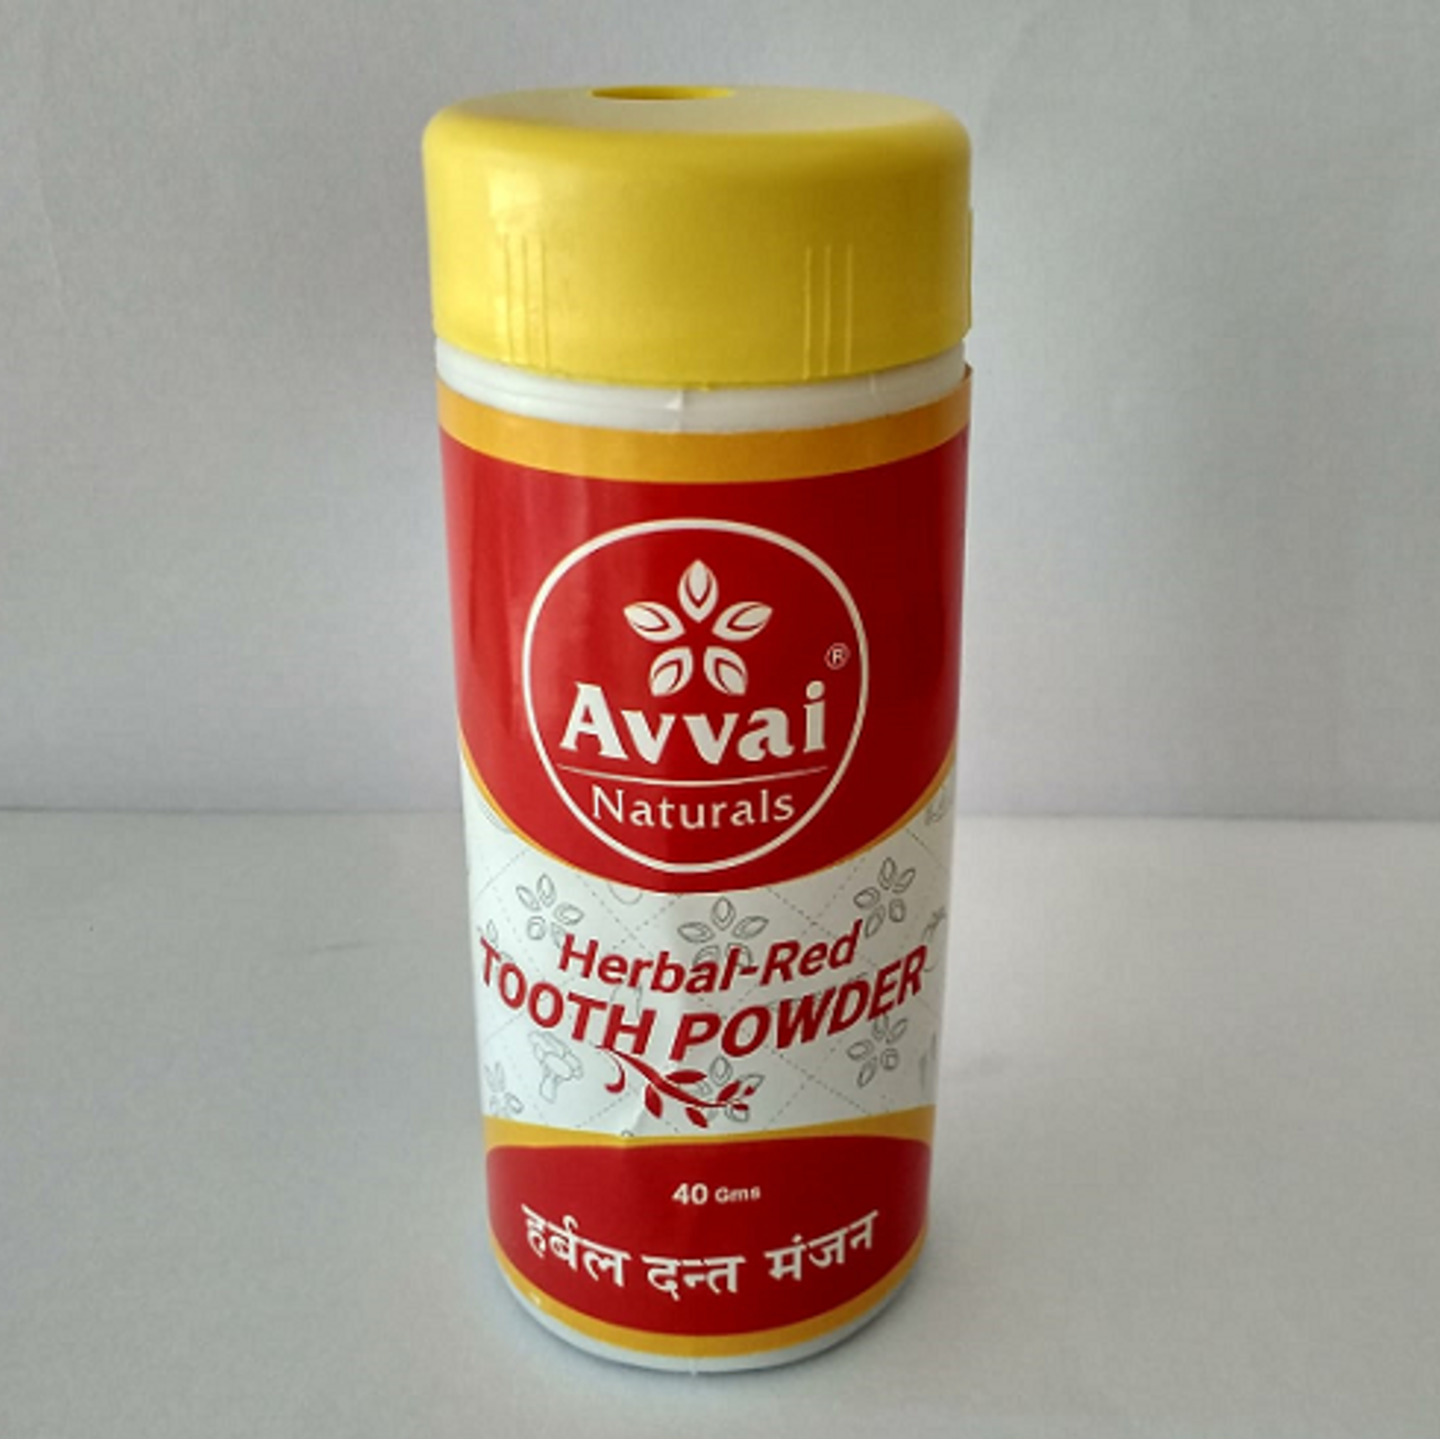 Avvai ®
Naturals
Herbal-Red
TOOTH POWDER
40 Gms
हर्बल दन्त मंजन